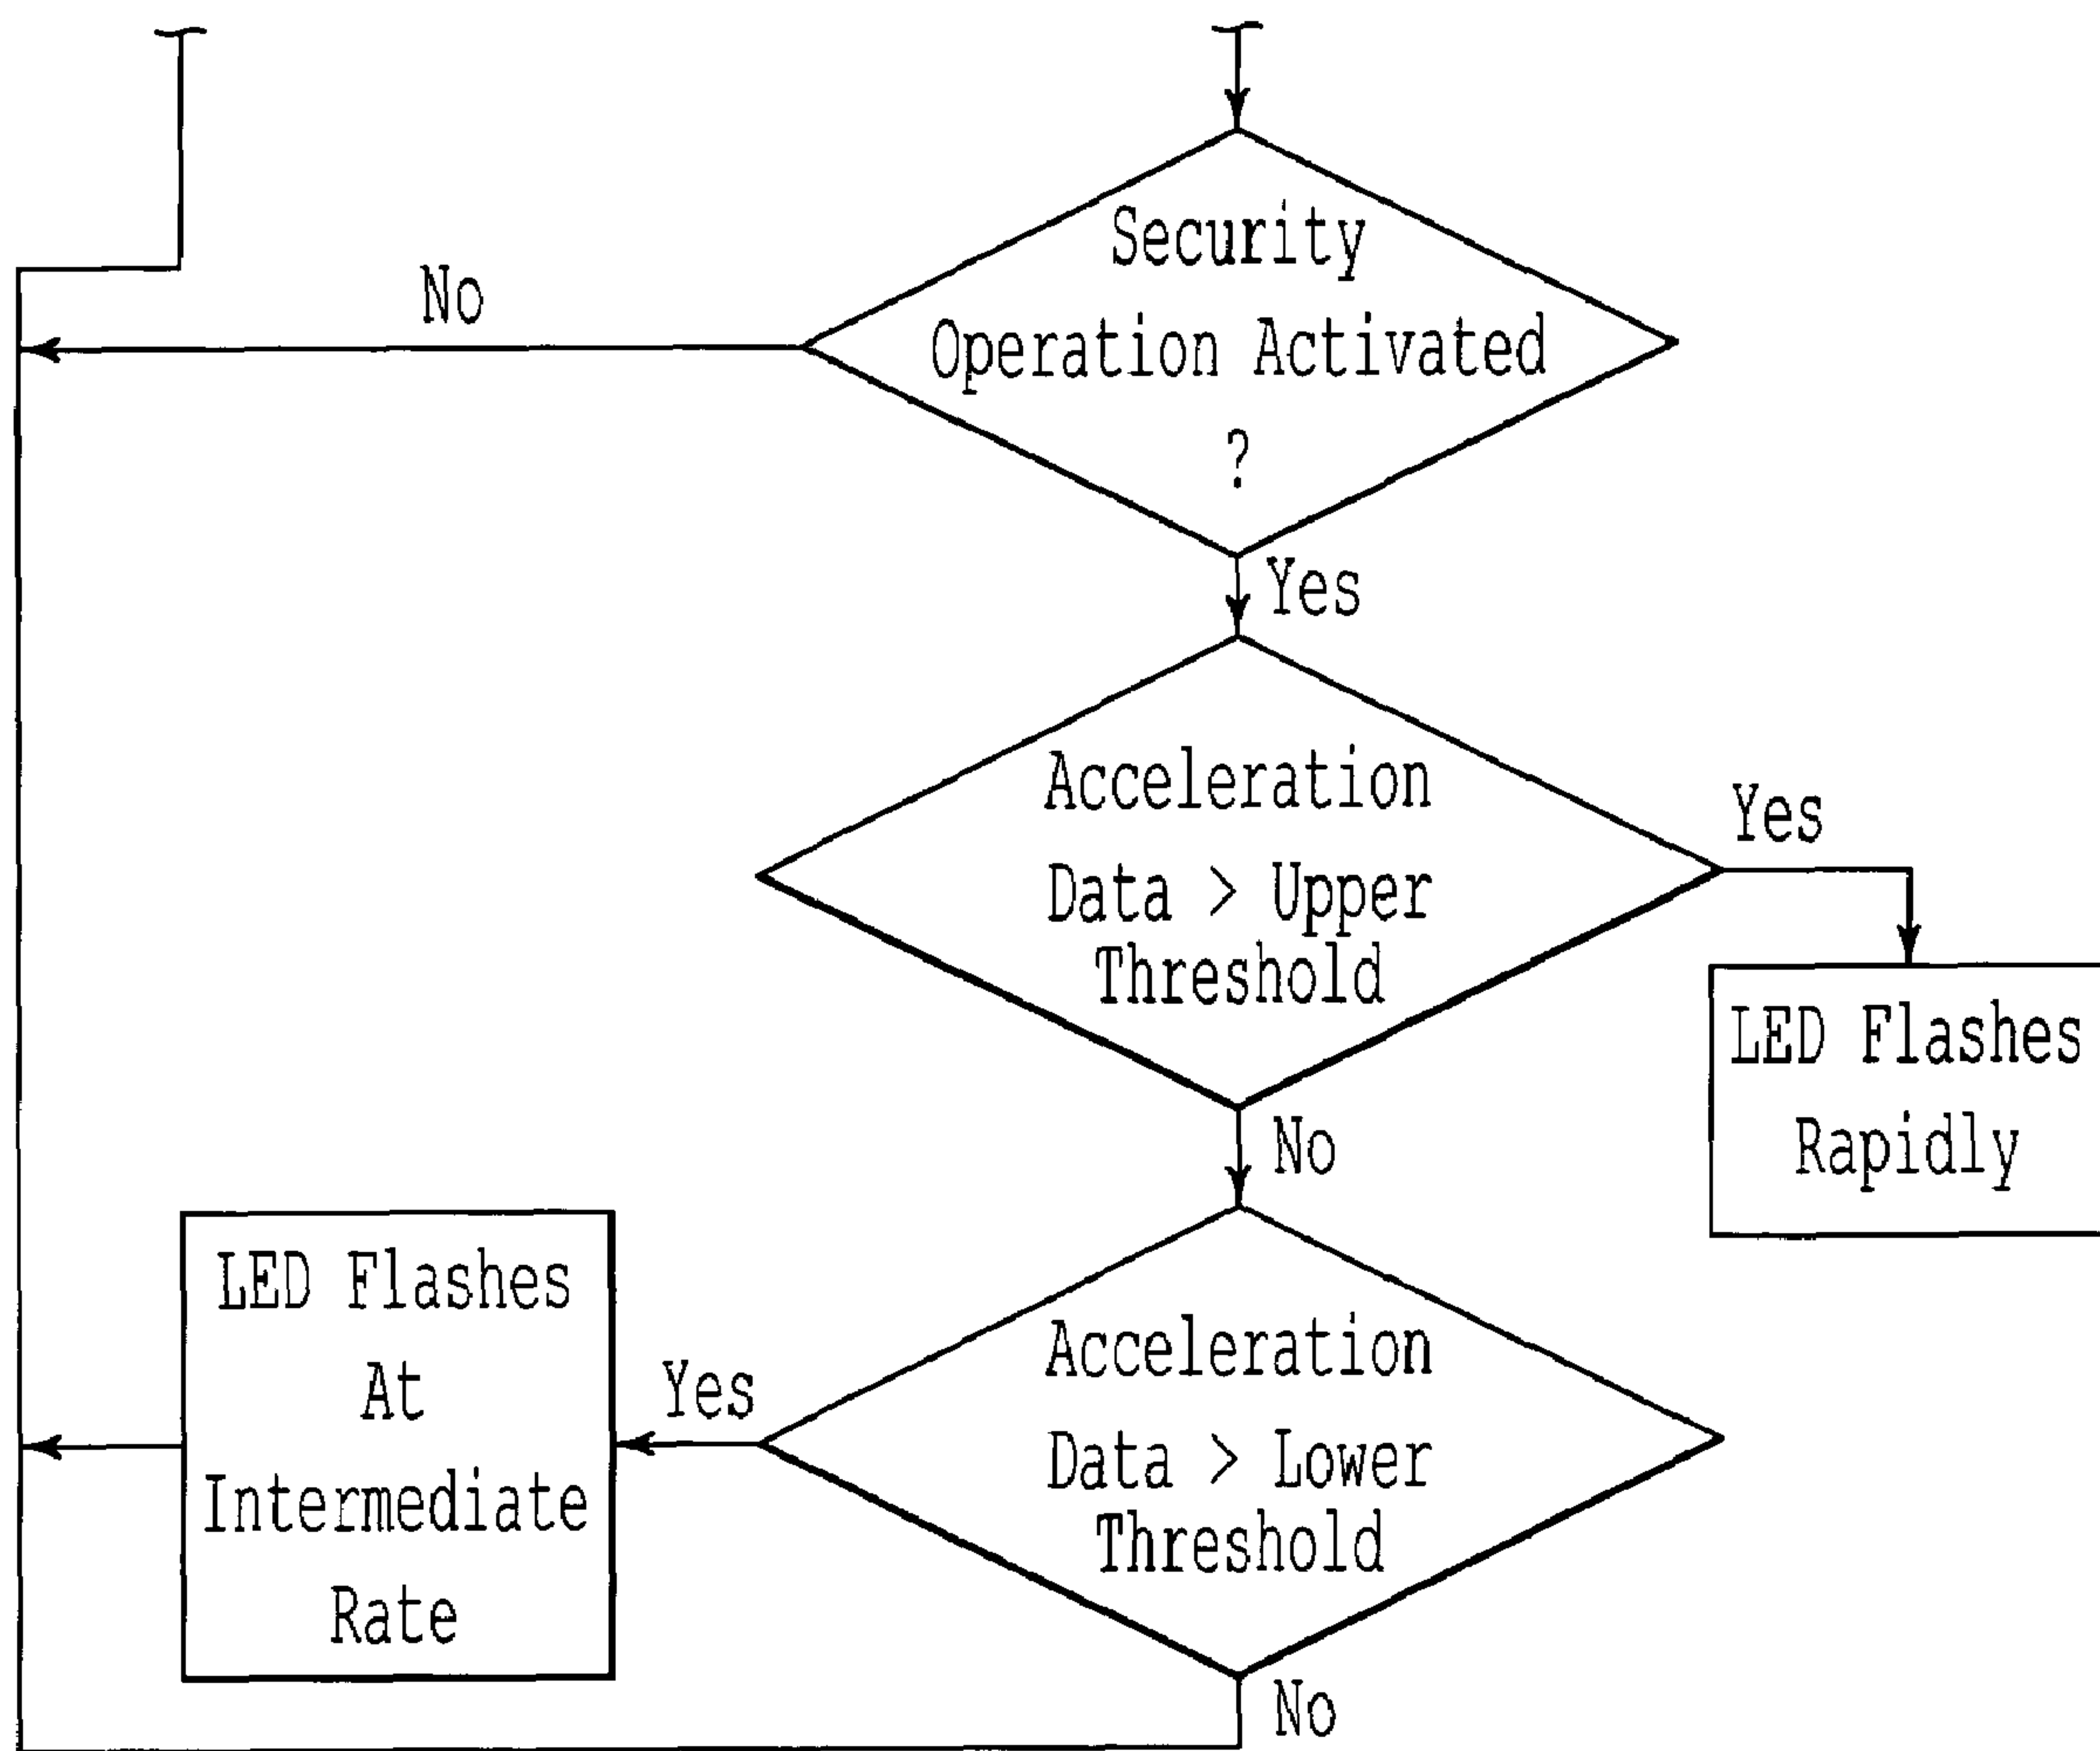 Security
Operation Activated
?
No
Yes
Acceleration
Data > Upper
Threshold
Yes
LED Flashes
Rapidly
No
Acceleration
Data > Lower
Threshold
Yes
LED Flashes
At
Intermediate
Rate
No